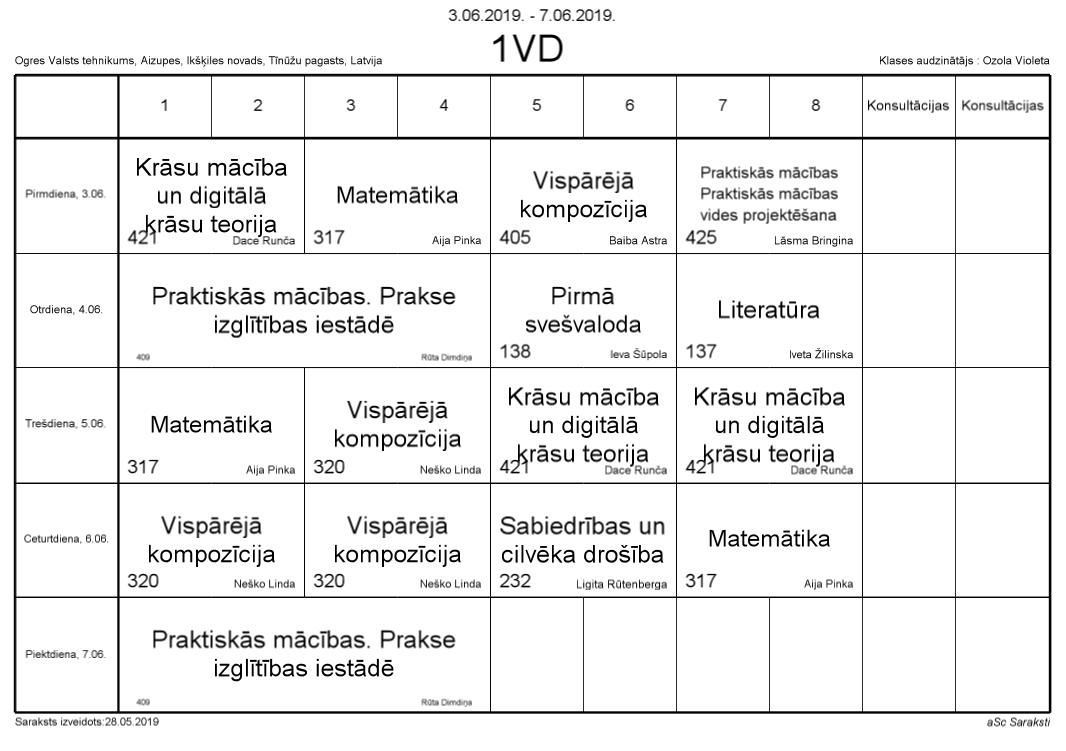 3.06.2019. - 7.06.2019.
1VD
Ogres Valsts tehnikums, Aizupes, Ikšķiles novads, Tīnūžu pagasts, Latvija
Klases audzinātājs : Ozola Violeta
1 2 3 4 5 6 7 8 Konsultācijas Konsultācijas
Pirmdiena, 3.06.
Krāsu mācība
un digitālā
krāsu teorija
421 Dace Runča
Matemātika
317 Aija Pinka
Vispārējā
kompozīcija
405 Baiba Astra
Praktiskās mācības
Praktiskās mācības
vides projektēšana
425 Lāsma Bringina
Otrdiena, 4.06.
Praktiskās mācības. Prakse
izglītības iestādē
409 Rūta Dimdiņa
Pirmā
svešvaloda
138 Ieva Šūpola
Literatūra
137 Iveta Žilinska
Trešdiena, 5.06.
Matemātika
317 Aija Pinka
Vispārējā
kompozīcija
320 Neško Linda
Krāsu mācība
un digitālā
krāsu teorija
421 Dace Runča
Krāsu mācība
un digitālā
krāsu teorija
421 Dace Runča
Ceturtdiena, 6.06.
Vispārējā
kompozīcija
320 Neško Linda
Vispārējā
kompozīcija
320 Neško Linda
Sabiedrības un
cilvēka drošība
232 Ligita Rūtenberga
Matemātika
317 Aija Pinka
Piektdiena, 7.06.
Praktiskās mācības. Prakse
izglītības iestādē
409 Rūta Dimdiņa
Saraksts izveidots:28.05.2019
aSc Saraksti